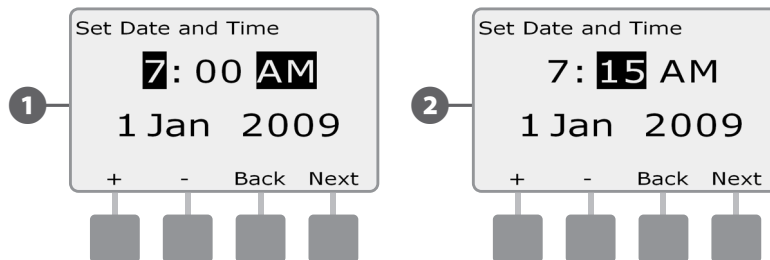 1
Set Date and Time
7: 00 AM
1 Jan 2009
+ - Back Next
2
Set Date and Time
7: 15 AM
1 Jan 2009
+ - Back Next